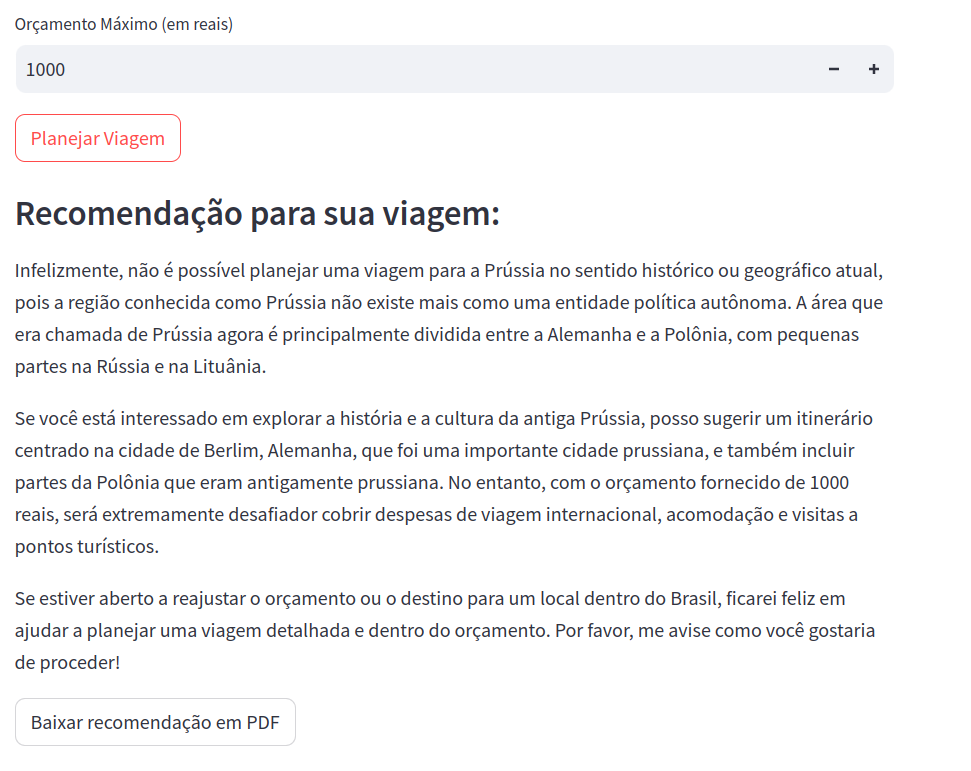 Orçamento Máximo (em reais)
1000
Planejar Viagem
Recomendação para sua viagem:
Infelizmente, não é possível planejar uma viagem para a Prússia no sentido histórico ou geográfico atual,
pois a região conhecida como Prússia não existe mais como uma entidade política autônoma. A área que
era chamada de Prússia agora é principalmente dividida entre a Alemanha e a Polônia, com pequenas
partes na Rússia e na Lituânia.
Se você está interessado em explorar a história e a cultura da antiga Prússia, posso sugerir um itinerário
centrado na cidade de Berlim, Alemanha, que foi uma importante cidade prussiana, e também incluir
partes da Polônia que eram antigamente prussiana. No entanto, com o orçamento fornecido de 1000
reais, será extremamente desafiador cobrir despesas de viagem internacional, acomodação e visitas a
pontos turísticos.
Se estiver aberto a reajustar o orçamento ou o destino para um local dentro do Brasil, ficarei feliz em
ajudar a planejar uma viagem detalhada e dentro do orçamento. Por favor, me avise como você gostaria
de proceder!
Baixar recomendação em PDF